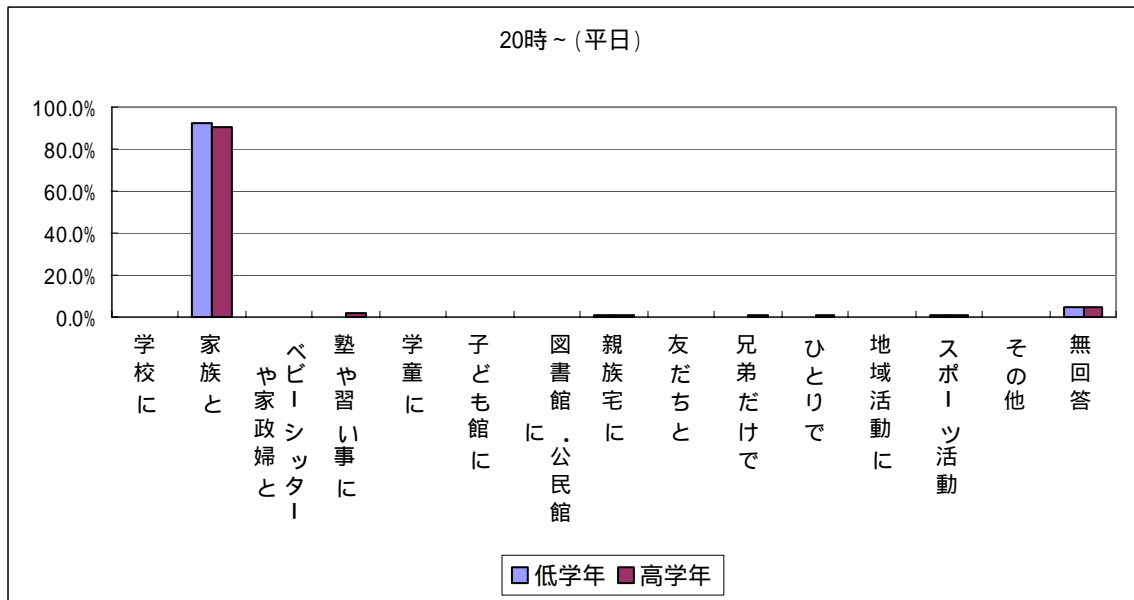 20時~(平日)
100.0%
80.0%
60.0%
40.0%
20.0%
0.0%
学校に
家族と
ベビーシッター
や家政婦と
塾や習い事に
学童に
子ども館に
図書館・公民館
に
親族宅に
友だちと
兄弟だけで
ひとりで
地域活動に
スポーツ活動
その他
無回答
低学年 高学年